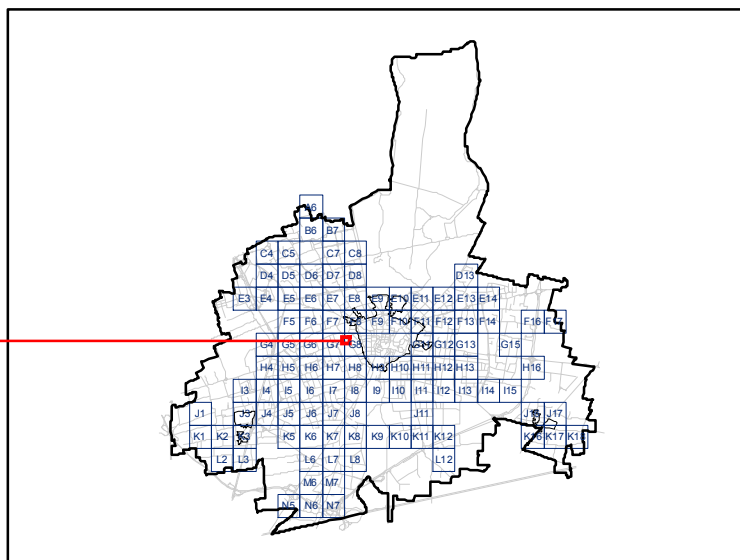 A6
B6 B7
C4 C5 C7 C8
D4 D5 D6 D7 D8 D13
E3 E4 E5 E6 E7 E8 E9 E10 E11 E12 E13 E14
F5 F6 F7 F9 F10 F11 F12 F13 F14 F16
G4 G5 G6 G7 G8 G12 G13 G15
H4 H5 H6 H7 H8 H9 H10 H11 H12 H13 H16
I3 I4 I5 I6 I7 I8 I9 I10 I11 I12 I13 I14 I15
J1 J3 J4 J5 J6 J7 J8 J11 J17
K1 K2 K5 K6 K7 K8 K9 K10 K11 K12 K16 K17 K18
L2 L3 L6 L7 L8 L12
M6 M7
N5 N6 N7